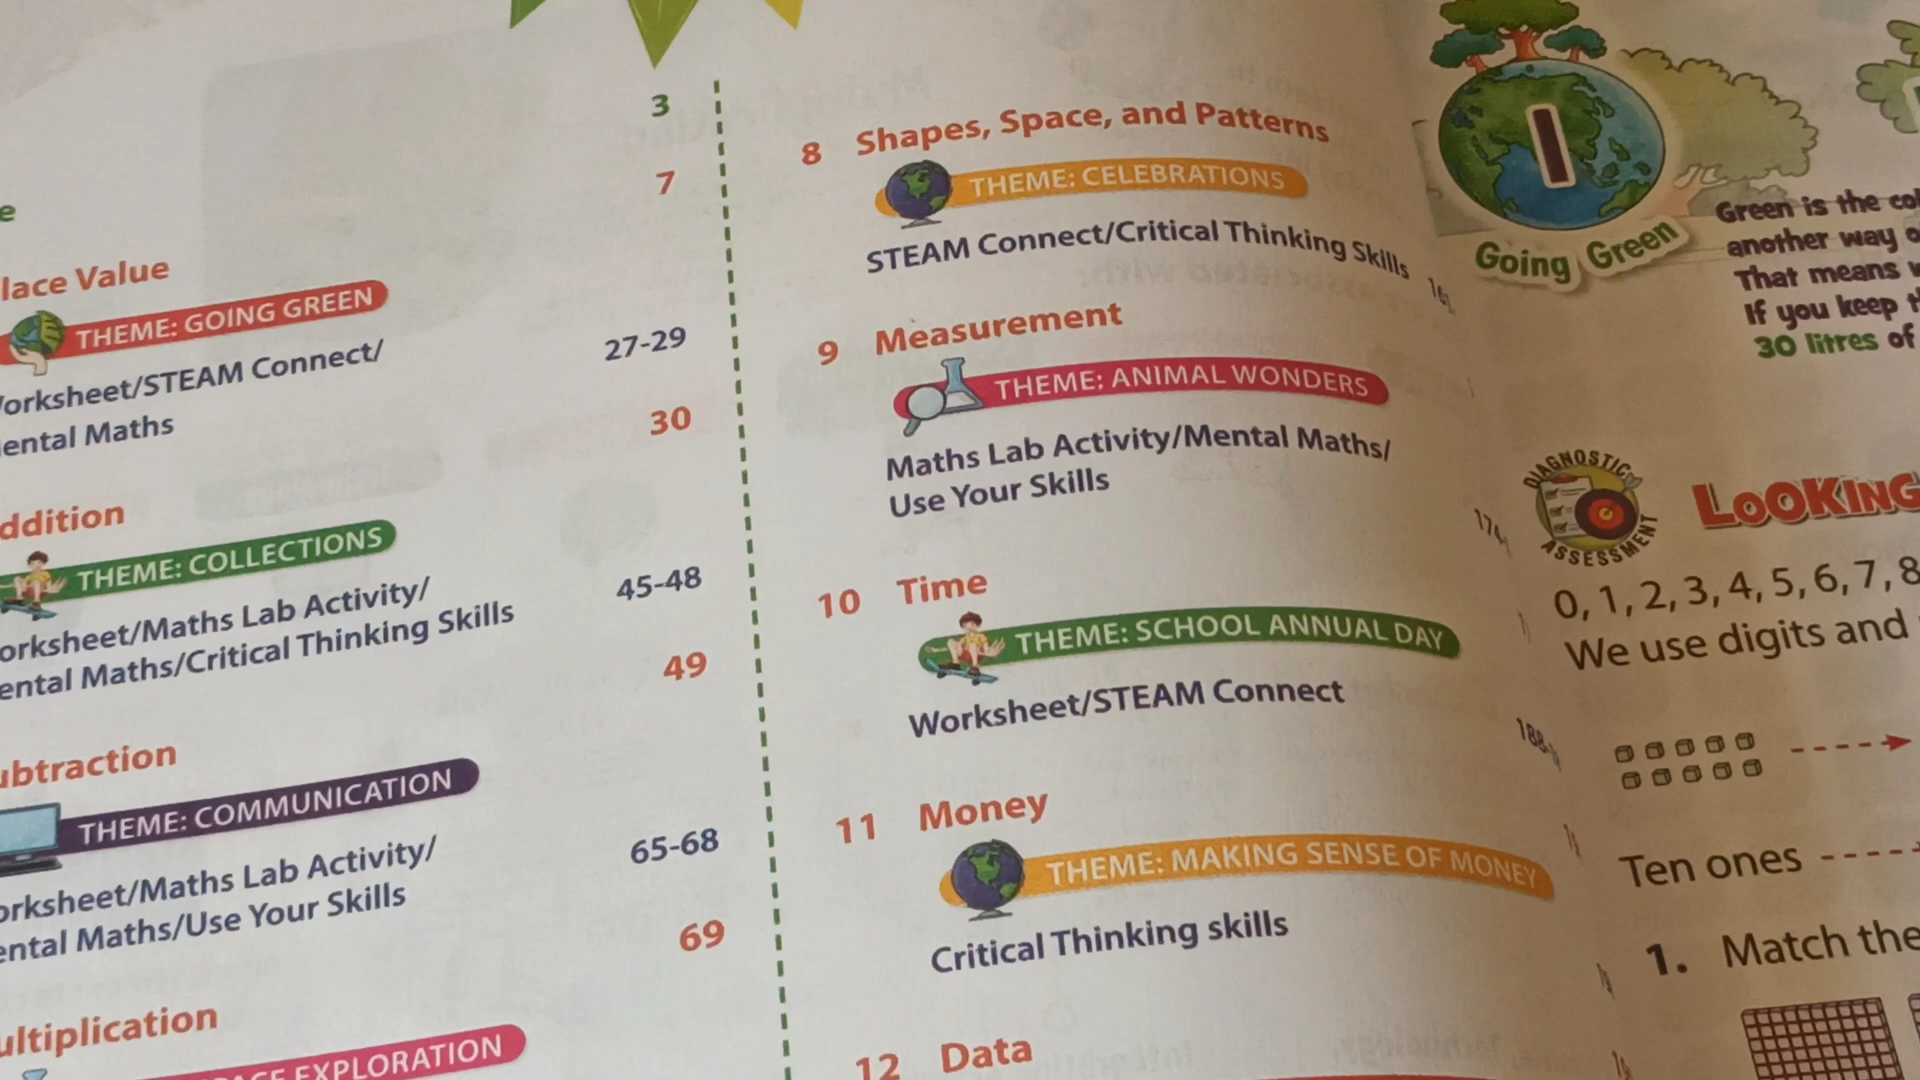 3
7
lace Value
THEME: GOING GREEN
orksheet/STEAM Connect/
27-29
ental Maths
30
ddition
THEME: COLLECTIONS
orksheet/Maths Lab Activity/
45-48
ental Maths/Critical Thinking Skills
49
ubtraction
THEME: COMMUNICATION
orksheet/Maths Lab Activity/
65-68
ental Maths/Use Your Skills
69
ultiplication
EXPLORATION
8 Shapes, Space, and Patterns
THEME: CELEBRATIONS
STEAM Connect/Critical Thinking Skills
9 Measurement
THEME: ANIMAL WONDERS
Maths Lab Activity/Mental Maths/
Use Your Skills
174
10 Time
THEME: SCHOOL ANNUAL DAY
Worksheet/STEAM Connect
188
11 Money
THEME: MAKING SENSE OF MONEY
Critical Thinking skills
12 Data
1
Going Green
Green is the col
another way o
That means
If you keep
30 litres of
DIAGNOSTIC
ASSESSMENT
LOOKING
0, 1, 2, 3, 4, 5, 6, 7, 8
We use digits and
Ten ones
1. Match the